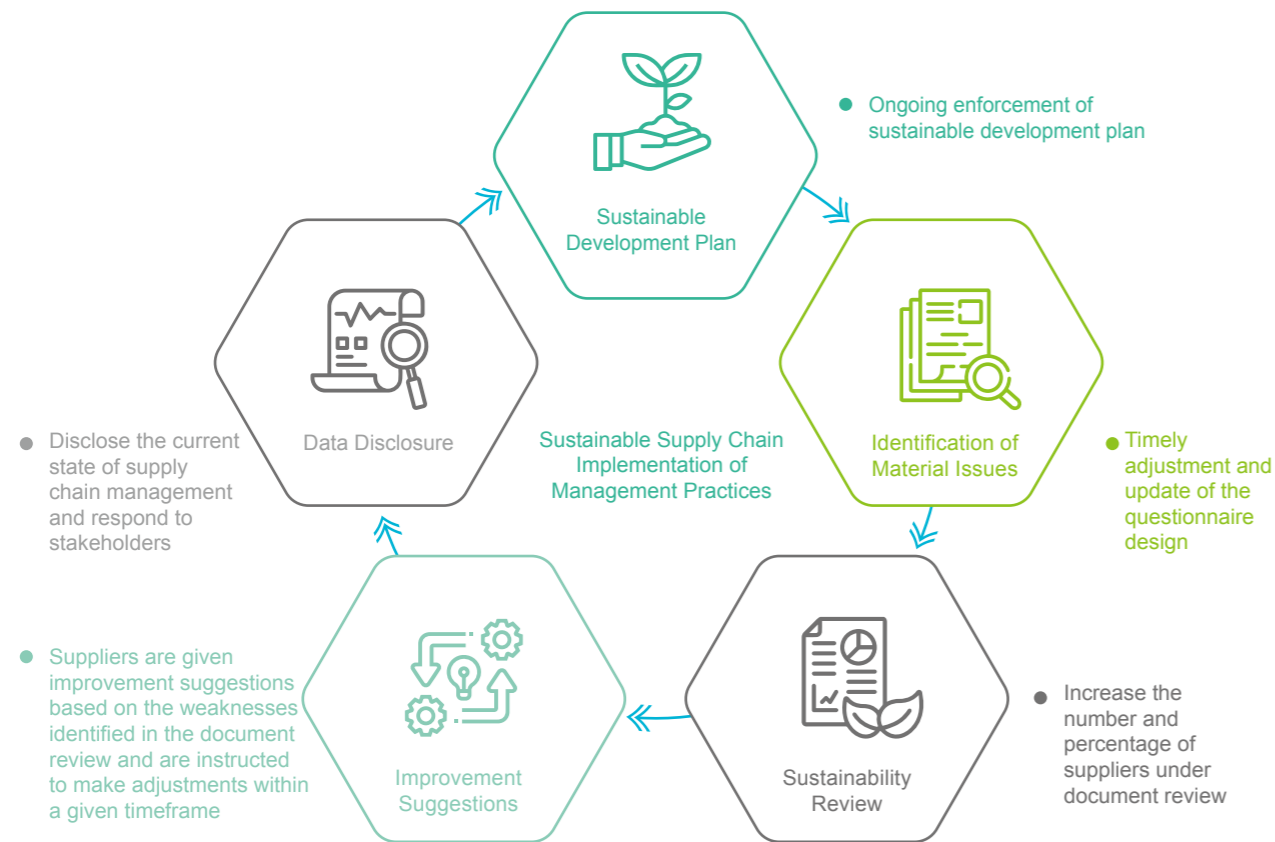 Sustainable
Development Plan
● Ongoing enforcement of
sustainable development plan
Identification of
Material Issues
● Timely
adjustment and
update of the
questionnaire
design
Sustainability
Review
● Increase the
number and
percentage of
suppliers under
document review
Improvement
Suggestions
● Suppliers are given
improvement suggestions
based on the weaknesses
identified in the document
review and are instructed
to make adjustments within
a given timeframe
Data Disclosure
● Disclose the current
state of supply
chain management
and respond to
stakeholders
Sustainable Supply Chain
Implementation of
Management Practices